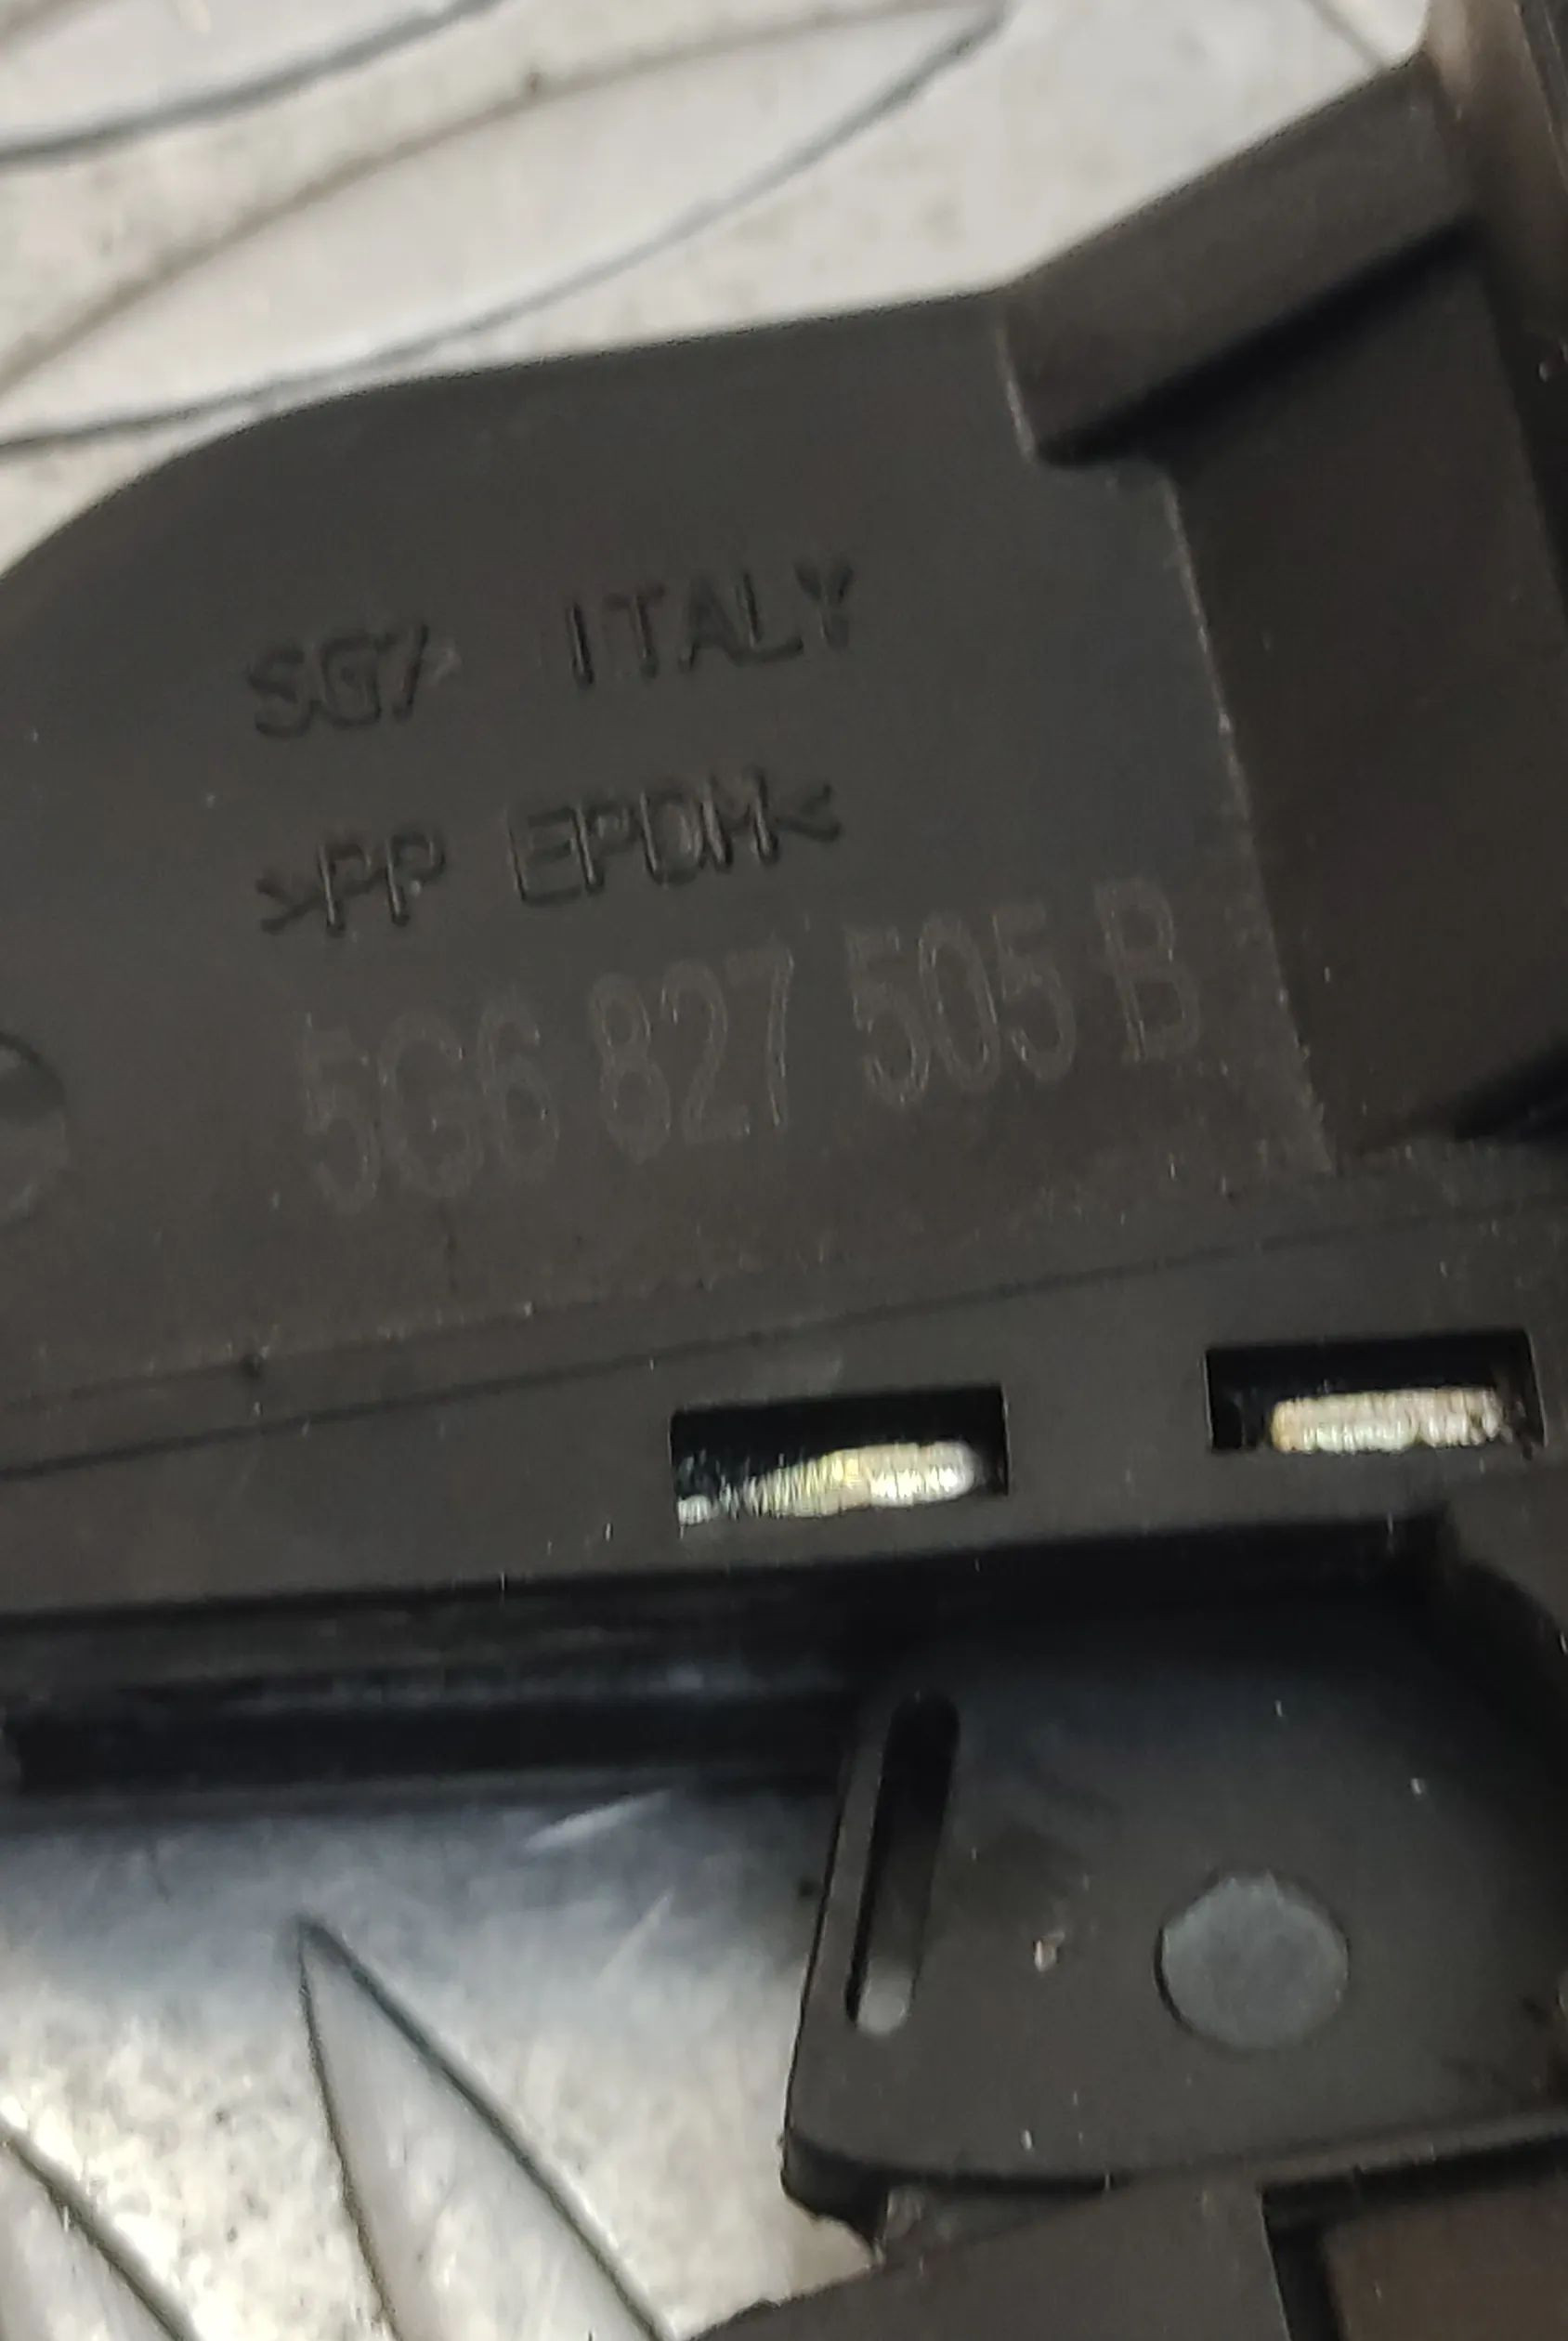 SG7 ITALY
>PP EPDM<
5G6 827 505 B